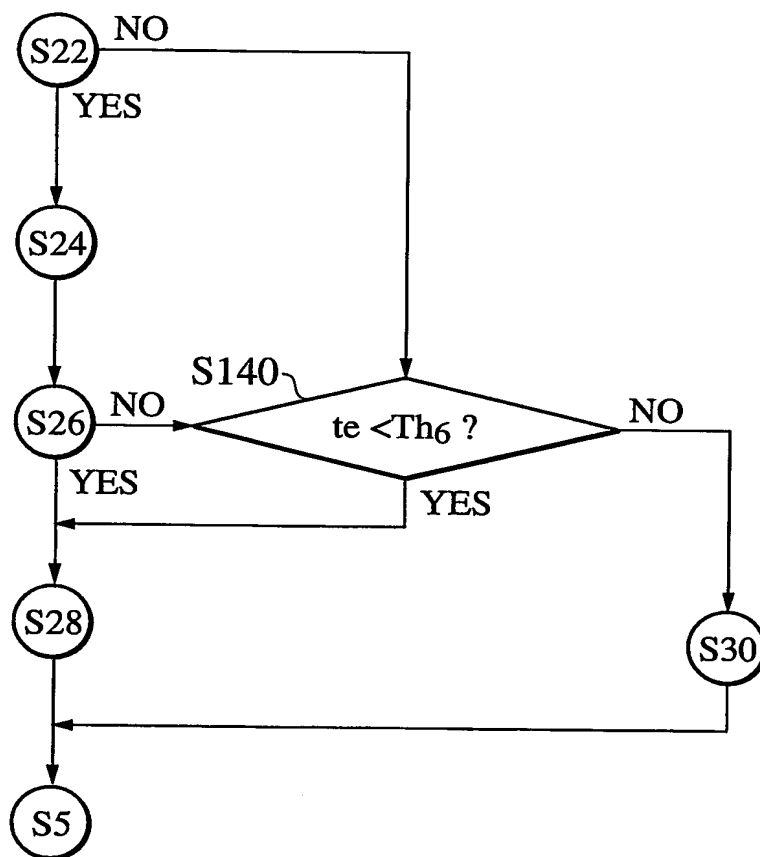 S22
NO
YES
S24
S140
S26
NO
te <Th6 ?
NO
YES
YES
S28
S30
S5